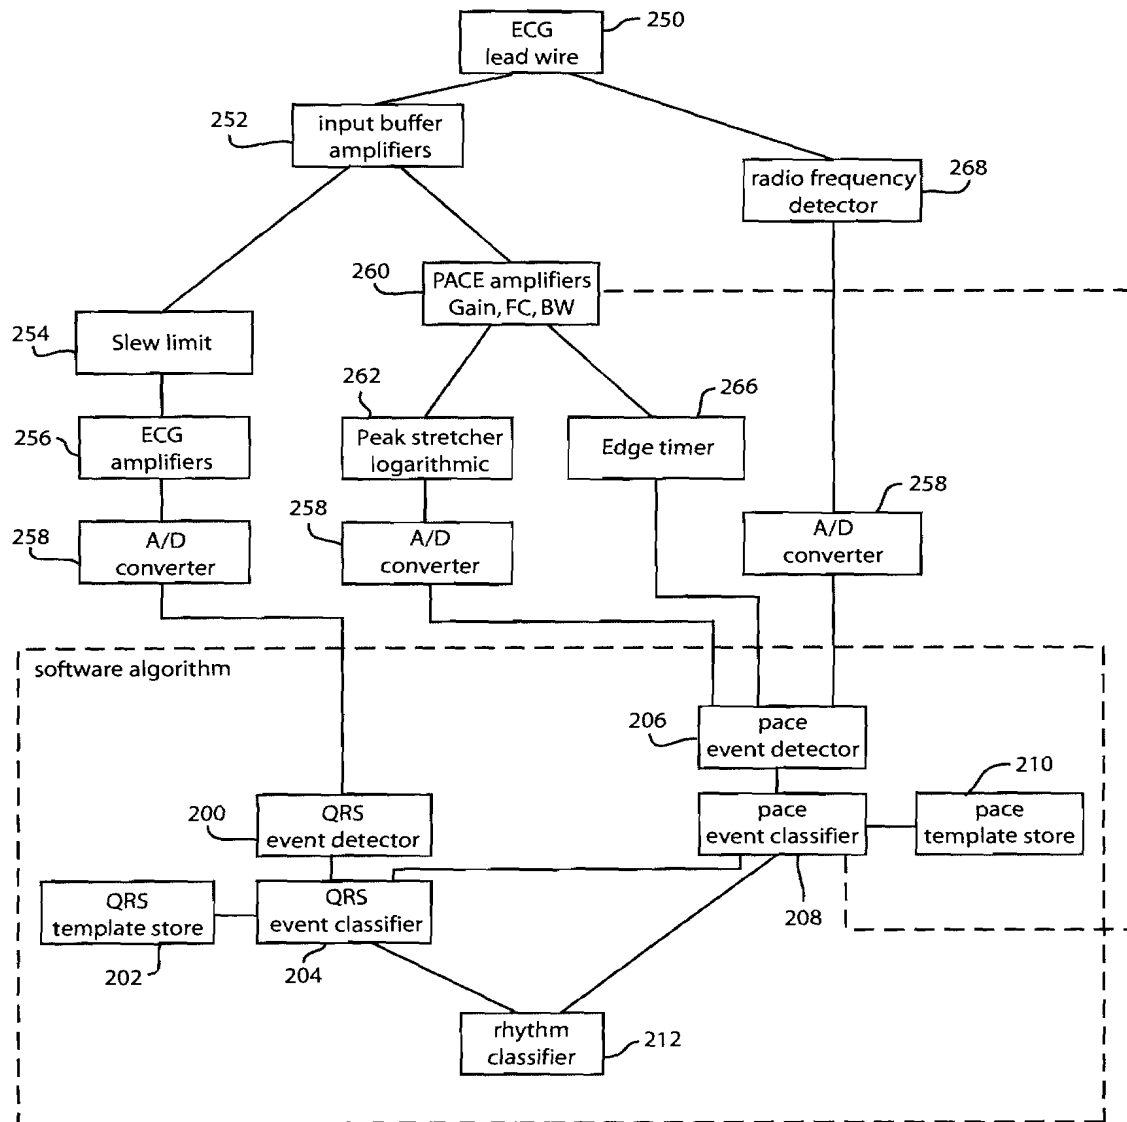 ECG
lead wire
250
252
input buffer
amplifiers
radio frequency
detector
268
260
PACE amplifiers
Gain, FC, BW
254
Slew limit
262
266
256
ECG
amplifiers
Peak stretcher
logarithmic
Edge timer
258
A/D
converter
258
A/D
converter
258
A/D
converter
software algorithm
206
pace
event detector
210
200
QRS
event detector
pace
event classifier
pace
template store
QRS
template store
QRS
event classifier
208
202
204
rhythm
classifier
212